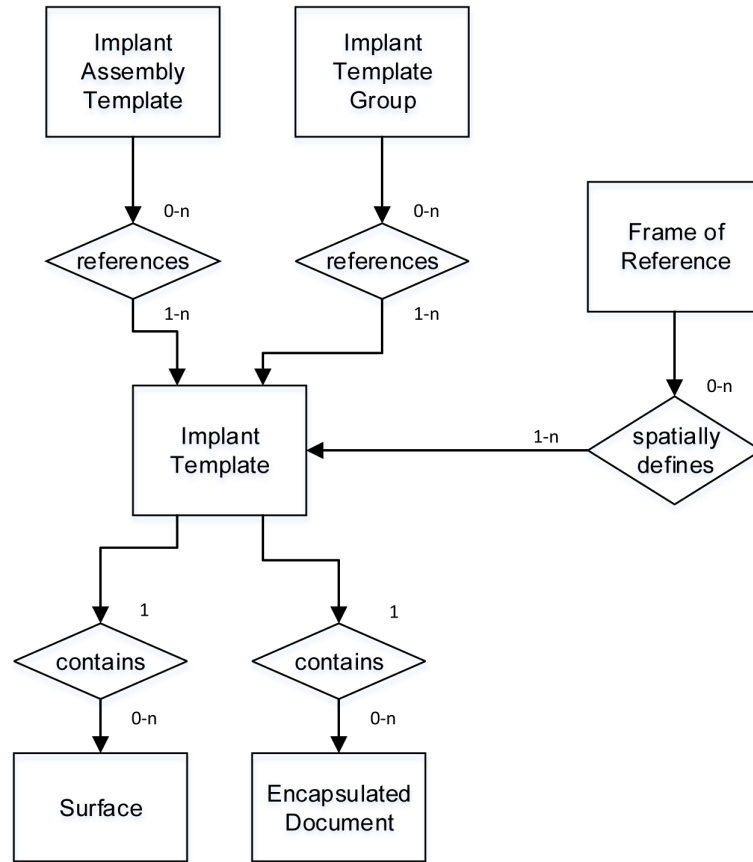 Implant
Assembly
Template
Implant
Template
Group
0-n
0-n
Frame of
Reference
references
references
1-n
1-n
0-n
Implant
Template
1-n
spatially
defines
1
1
contains
contains
0-n
0-n
Surface
Encapsulated
Document